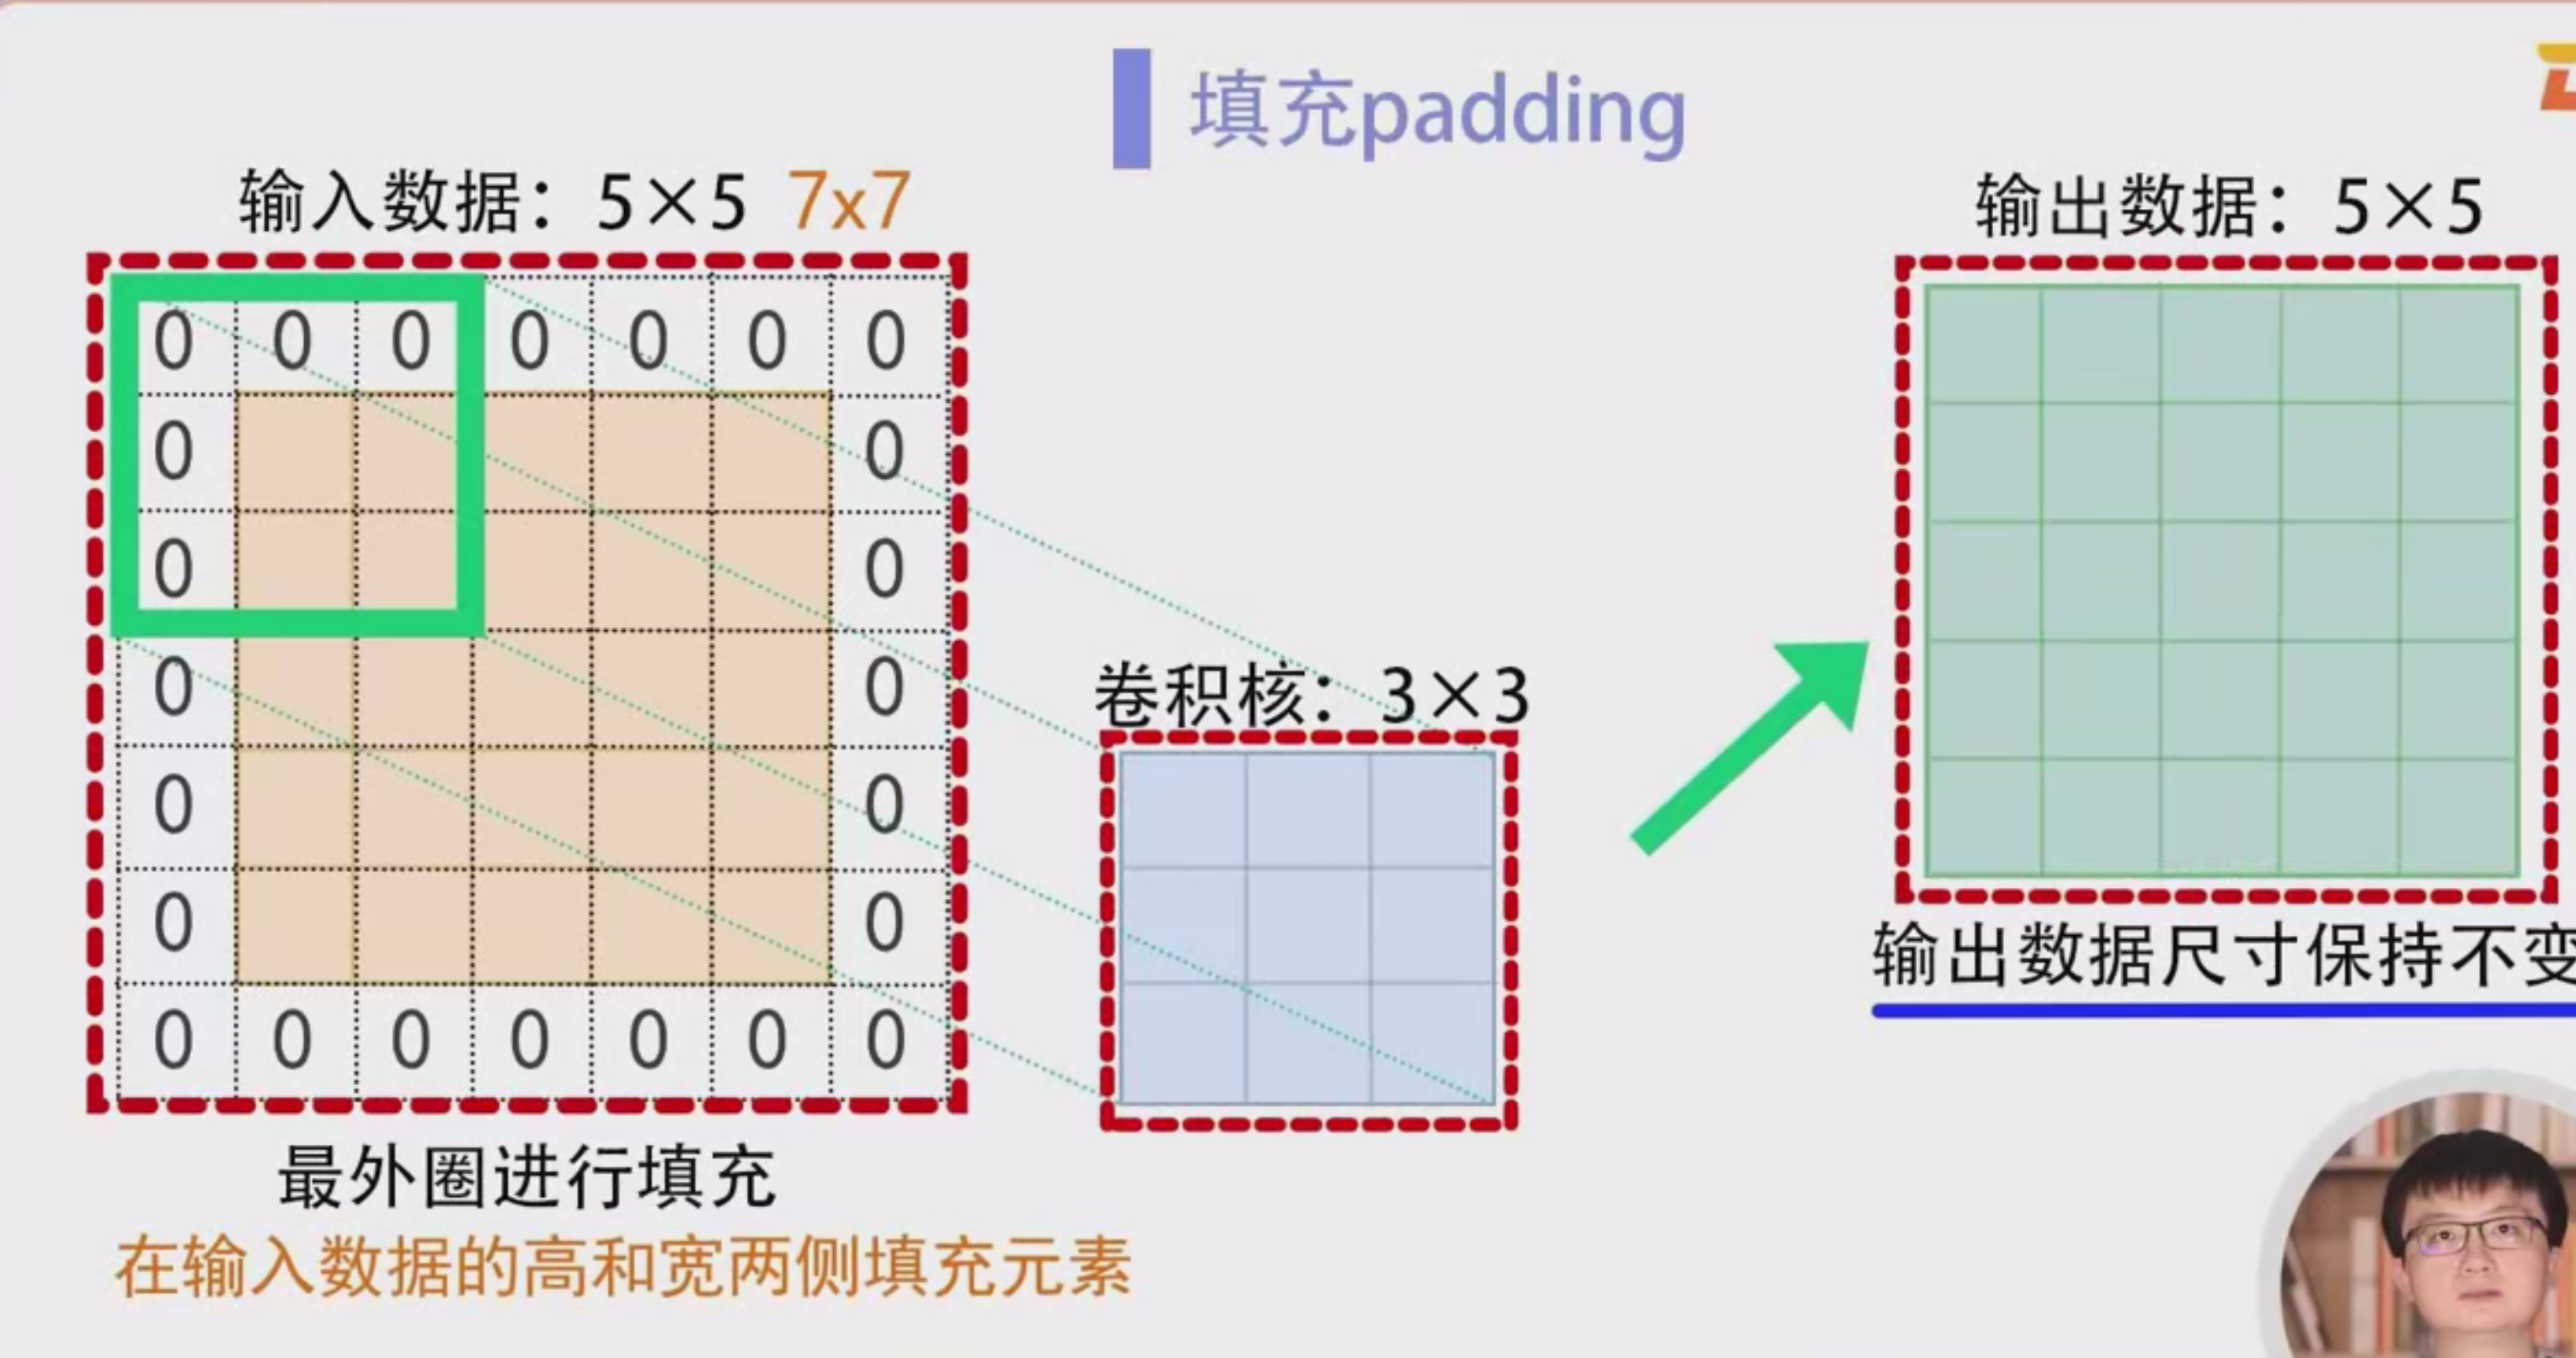 填充padding
输入数据：5×5 7x7
输出数据：5×5
0 0 0 0 0 0 0
0 0
0 0
0 0
0 0
0 0
0 0 0 0 0 0 0
卷积核：3×3
输出数据尺寸保持不变
最外圈进行填充
在输入数据的高和宽两侧填充元素